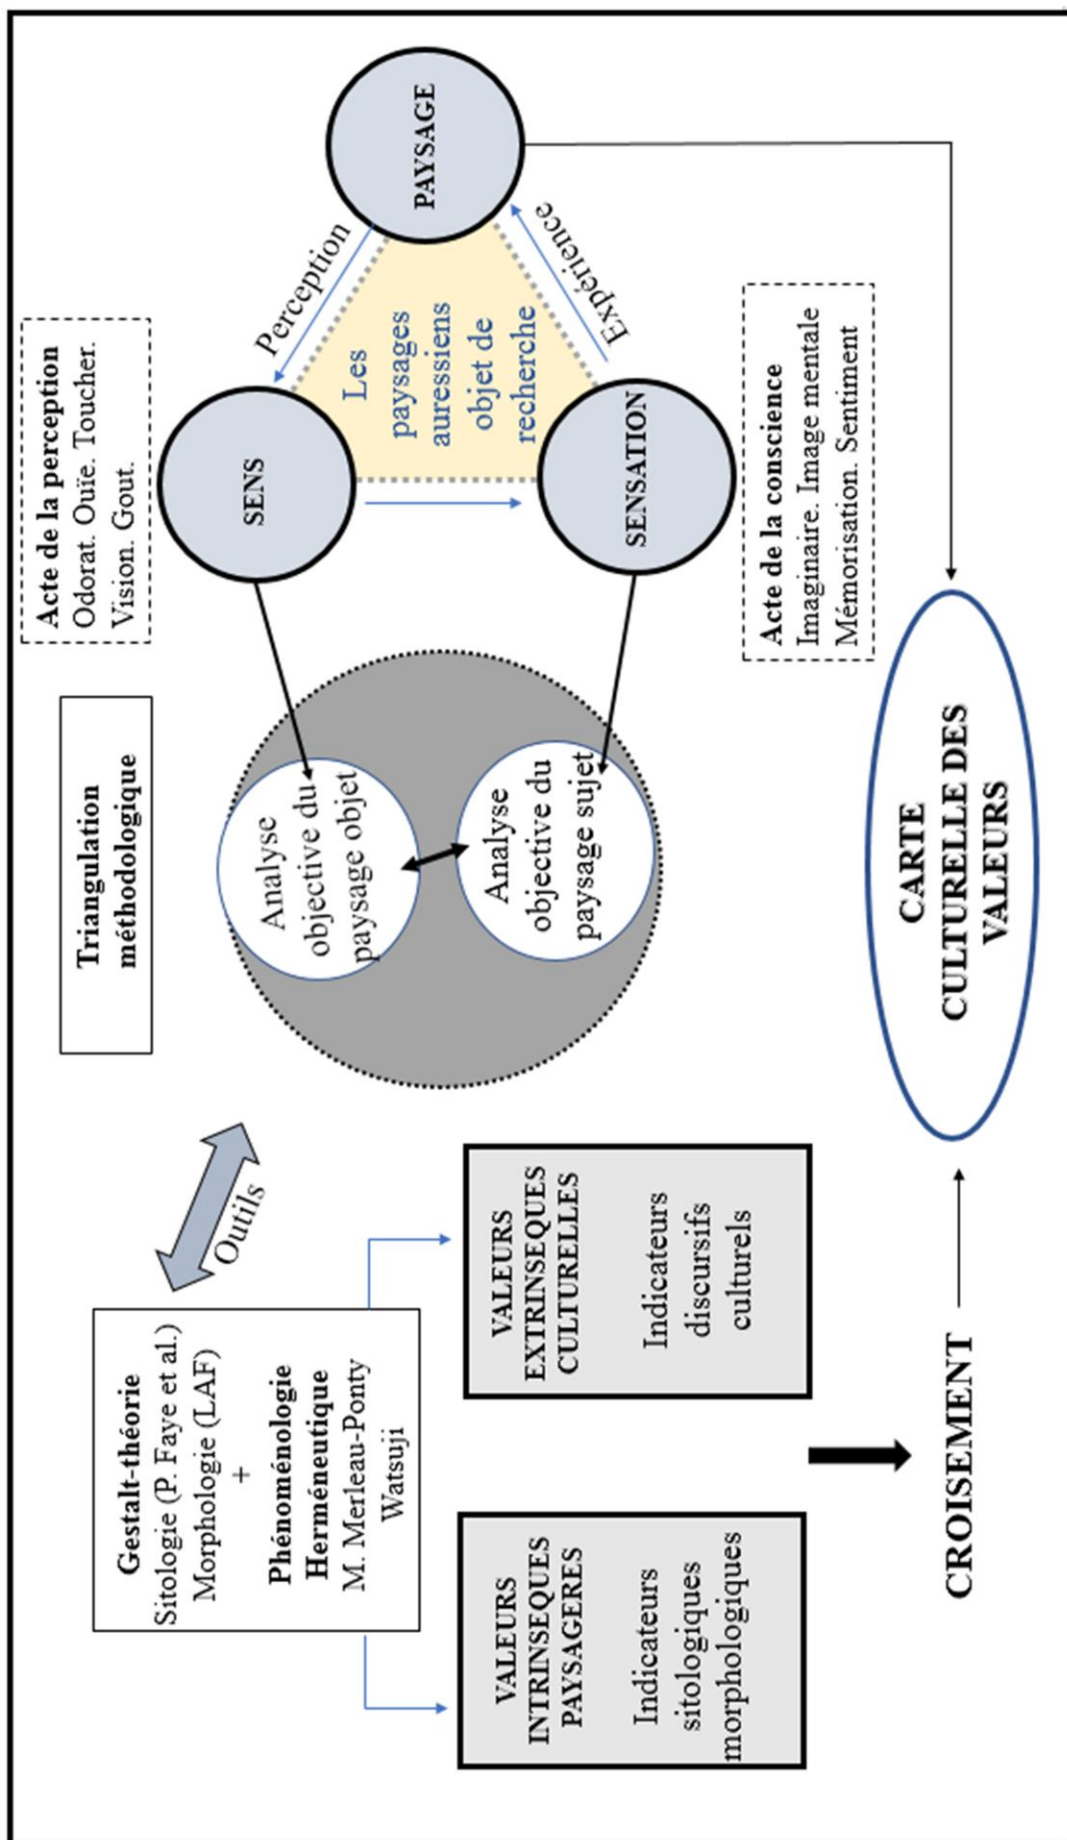 Gestalt-théorie
Sitologie (P. Faye et al.)
Morphologie (LAF)
+
Phénoménologie
Herméneutique
M. Merleau-Ponty
Watsuji
Outils
Triangulation
méthodologique
Acte de la perception
Odorat. Ouïe. Toucher.
Vision. Gout.
SENS
Perception
PAYSAGE
Les
paysages
auressiens
objet de
recherche
Expérience
SENSATION
Analyse
objective du
paysage objet
Analyse
objective du
paysage sujet
Acte de la conscience
Imaginaire. Image mentale
Mémorisation. Sentiment
VALEURS
INTRINSEQUES
PAYSAGERES
Indicateurs
sitologiques
morphologiques
VALEURS
EXTRINSEQUES
CULTURELLES
Indicateurs
discursifs
culturels
CROISEMENT
CARTE
CULTURELLE DES
VALEURS